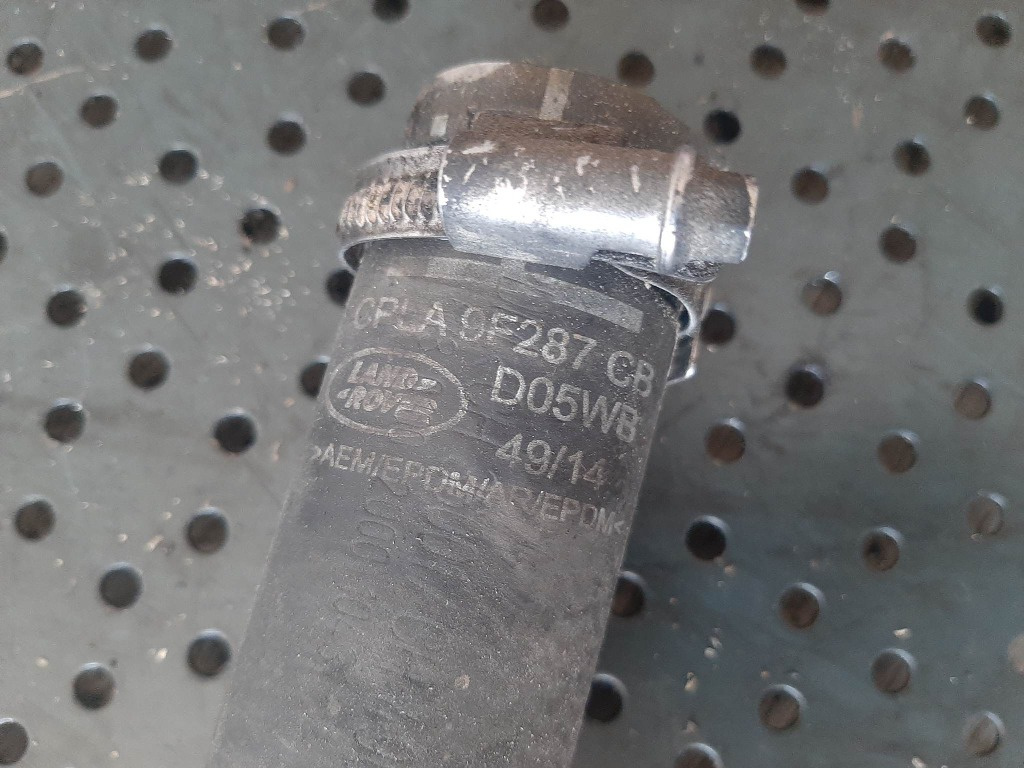 CPLA 9F287 CB
LAND
ROVER
D05WB
49/14
>AEM/EPDM/AR/EPDM<